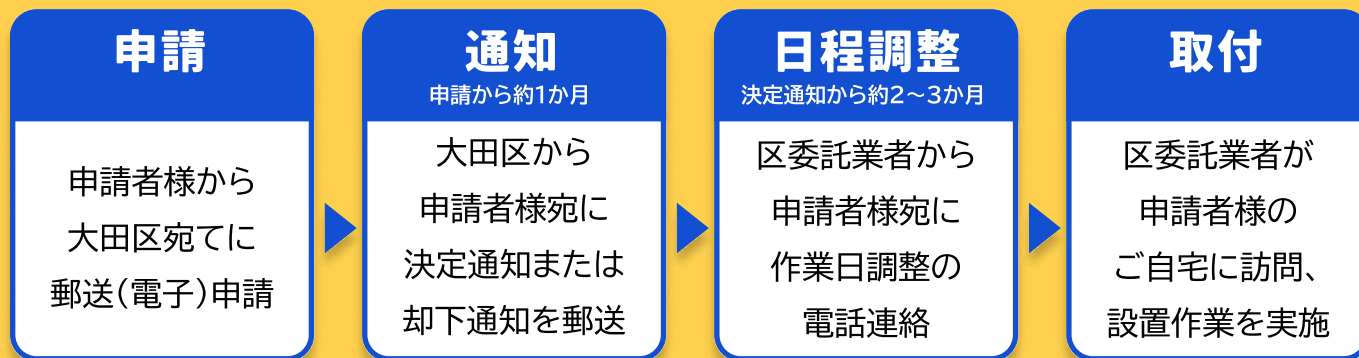 申請
申請者様から
大田区宛てに
郵送(電子)申請
通知
申請から約1か月
大田区から
申請者様宛に
決定通知または
却下通知を郵送
日程調整
決定通知から約2～3か月
区委託業者から
申請者様宛に
作業日調整の
電話連絡
取付
区委託業者が
申請者様の
ご自宅に訪問、
設置作業を実施